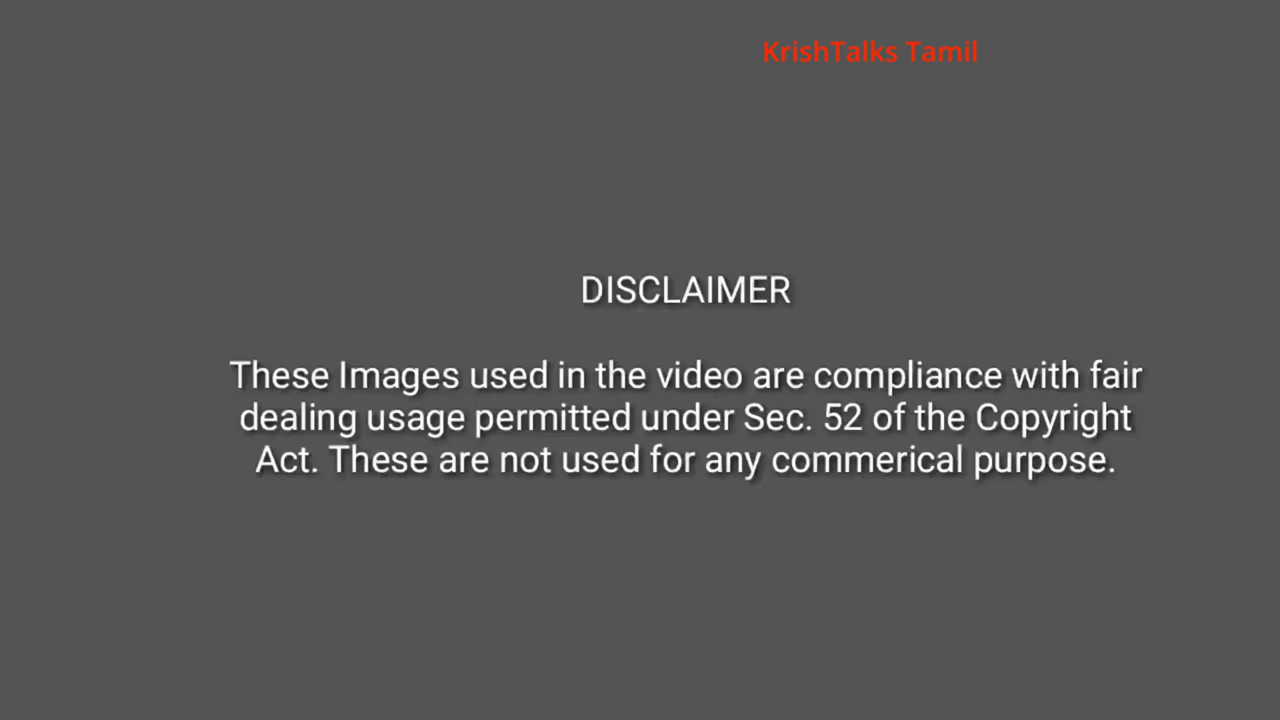 KrishTalks Tamil
DISCLAIMER
These Images used in the video are compliance with fair
dealing usage permitted under Sec. 52 of the Copyright
Act. These are not used for any commerical purpose.